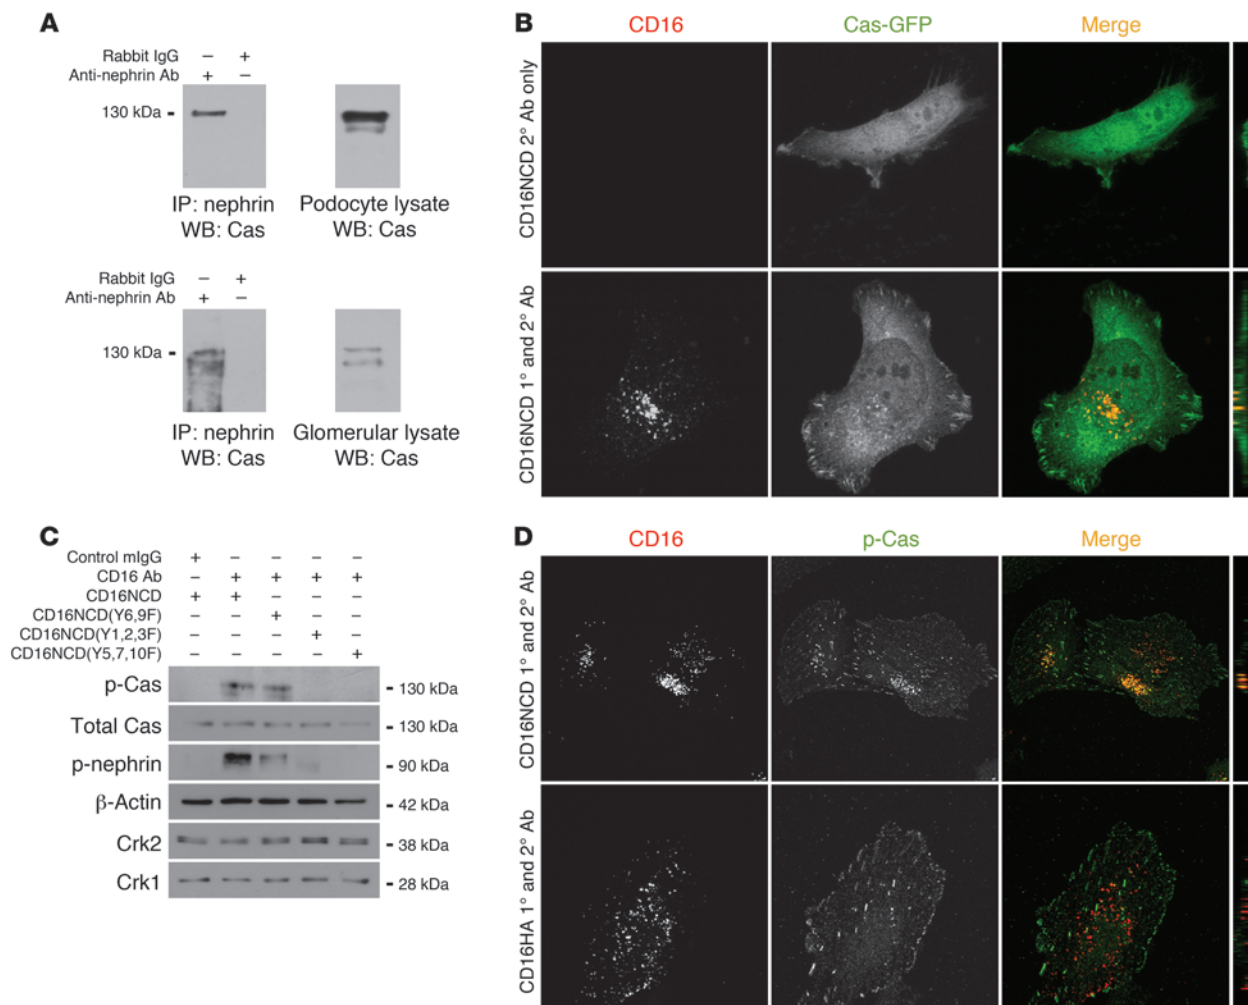 A
Rabbit IgG – +
Anti-nephrin Ab + –
130 kDa -
IP: nephrin
WB: Cas
Podocyte lysate
WB: Cas
Rabbit IgG – +
Anti-nephrin Ab + –
130 kDa -
IP: nephrin
WB: Cas
Glomerular lysate
WB: Cas
B
CD16 Cas-GFP Merge
CD16NCD 2° Ab only
CD16NCD 1° and 2° Ab
C
Control mIgG + – – – –
CD16 Ab – + + + +
CD16NCD + + – – –
CD16NCD(Y6,9F) – – + – –
CD16NCD(Y1,2,3F) – – – + –
CD16NCD(Y5,7,10F) – – – – +
p-Cas - 130 kDa
Total Cas - 130 kDa
p-nephrin - 90 kDa
β-Actin - 42 kDa
Crk2 - 38 kDa
Crk1 - 28 kDa
D
CD16 p-Cas Merge
CD16NCD 1° and 2° Ab
CD16HA 1° and 2° Ab